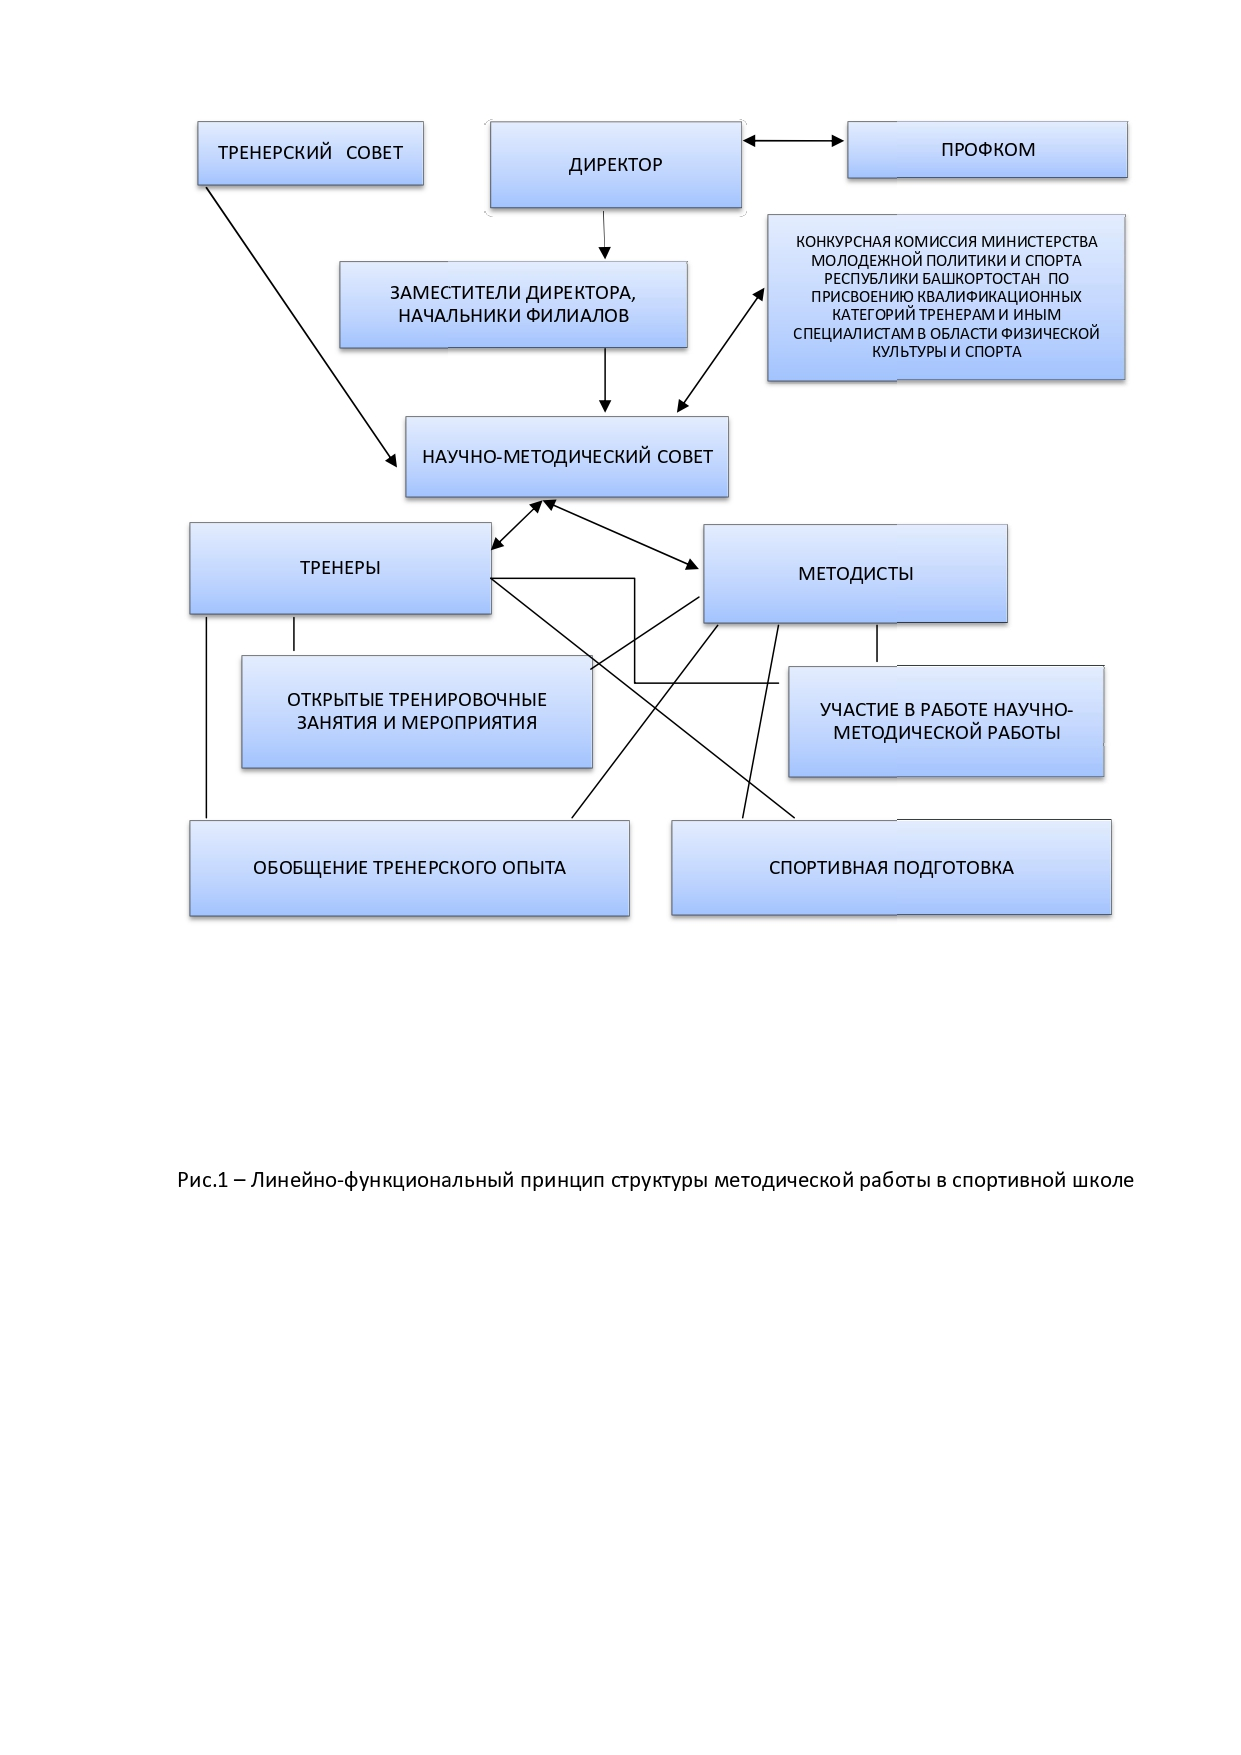 ТРЕНЕРСКИЙ СОВЕТ
ДИРЕКТОР
ПРОФКОМ
КОНКУРСНАЯ КОМИССИЯ МИНИСТЕРСТВА
МОЛОДЕЖНОЙ ПОЛИТИКИ И СПОРТА
РЕСПУБЛИКИ БАШКОРТОСТАН ПО
ПРИСВОЕНИЮ КВАЛИФИКАЦИОННЫХ
КАТЕГОРИЙ ТРЕНЕРАМ И ИНЫМ
СПЕЦИАЛИСТАМ В ОБЛАСТИ ФИЗИЧЕСКОЙ
КУЛЬТУРЫ И СПОРТА
ЗАМЕСТИТЕЛИ ДИРЕКТОРА,
НАЧАЛЬНИКИ ФИЛИАЛОВ
НАУЧНО-МЕТОДИЧЕСКИЙ СОВЕТ
ТРЕНЕРЫ
МЕТОДИСТЫ
ОТКРЫТЫЕ ТРЕНИРОВОЧНЫЕ
ЗАНЯТИЯ И МЕРОПРИЯТИЯ
УЧАСТИЕ В РАБОТЕ НАУЧНО-
МЕТОДИЧЕСКОЙ РАБОТЫ
ОБОБЩЕНИЕ ТРЕНЕРСКОГО ОПЫТА
СПОРТИВНАЯ ПОДГОТОВКА
Рис.1 – Линейно-функциональный принцип структуры методической работы в спортивной школе